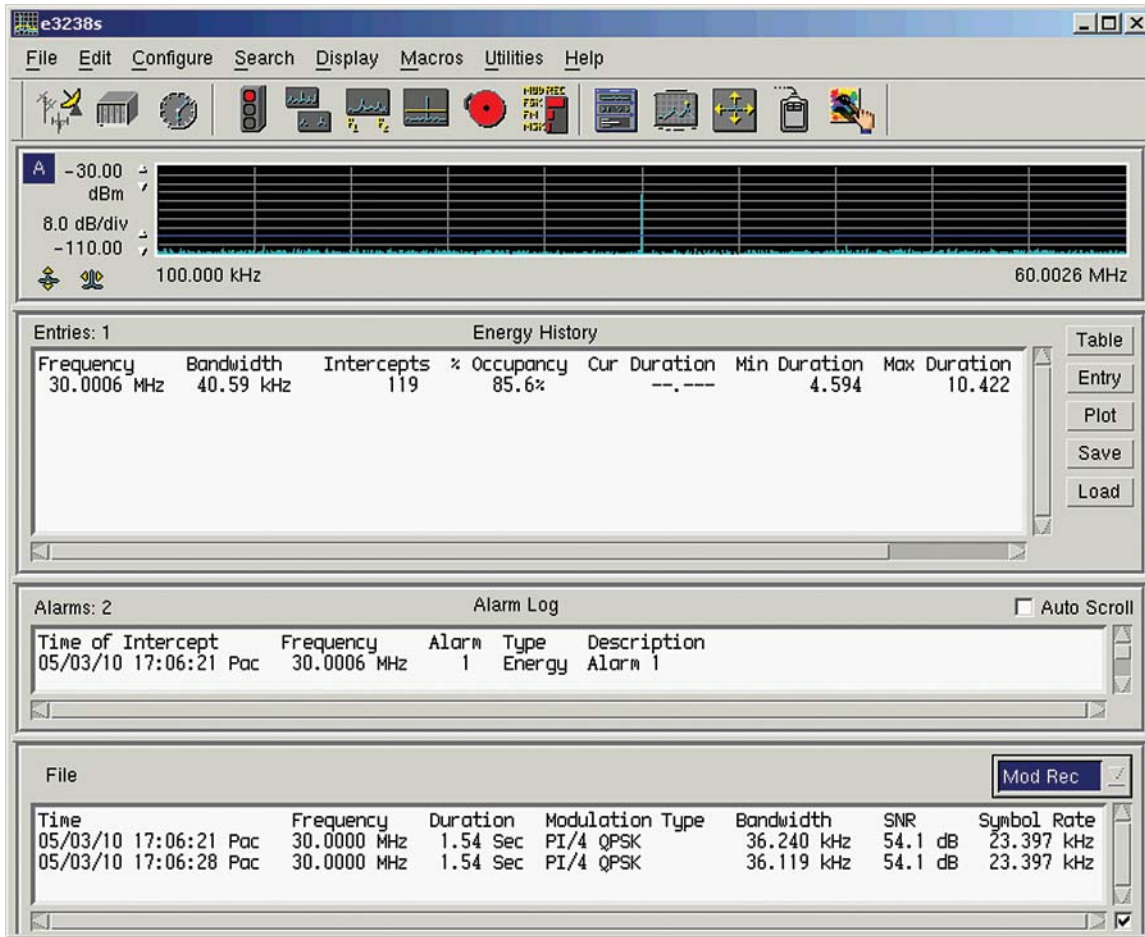 e3238s
File Edit Configure Search Display Macros Utilities Help
MOD REC
FSK
FM
MSK
A -30.00
dBm
8.0 dB/div
-110.00
100.000 kHz 60.0026 MHz
Entries: 1 Energy History
Table
Entry
Plot
Save
Load
Frequency Bandwidth Intercepts % Occupancy Cur Duration Min Duration Max Duration
30.0006 MHz 40.59 kHz 119 85.6% --.--- 4.594 10.422
Alarms: 2 Alarm Log Auto Scroll
Time of Intercept Frequency Alarm Type Description
05/03/10 17:06:21 Pac 30.0006 MHz 1 Energy Alarm 1
File Mod Rec
Time Frequency Duration Modulation Type Bandwidth SNR Symbol Rate
05/03/10 17:06:21 Pac 30.0000 MHz 1.54 Sec PI/4 QPSK 36.240 kHz 54.1 dB 23.397 kHz
05/03/10 17:06:28 Pac 30.0000 MHz 1.54 Sec PI/4 QPSK 36.119 kHz 54.1 dB 23.397 kHz